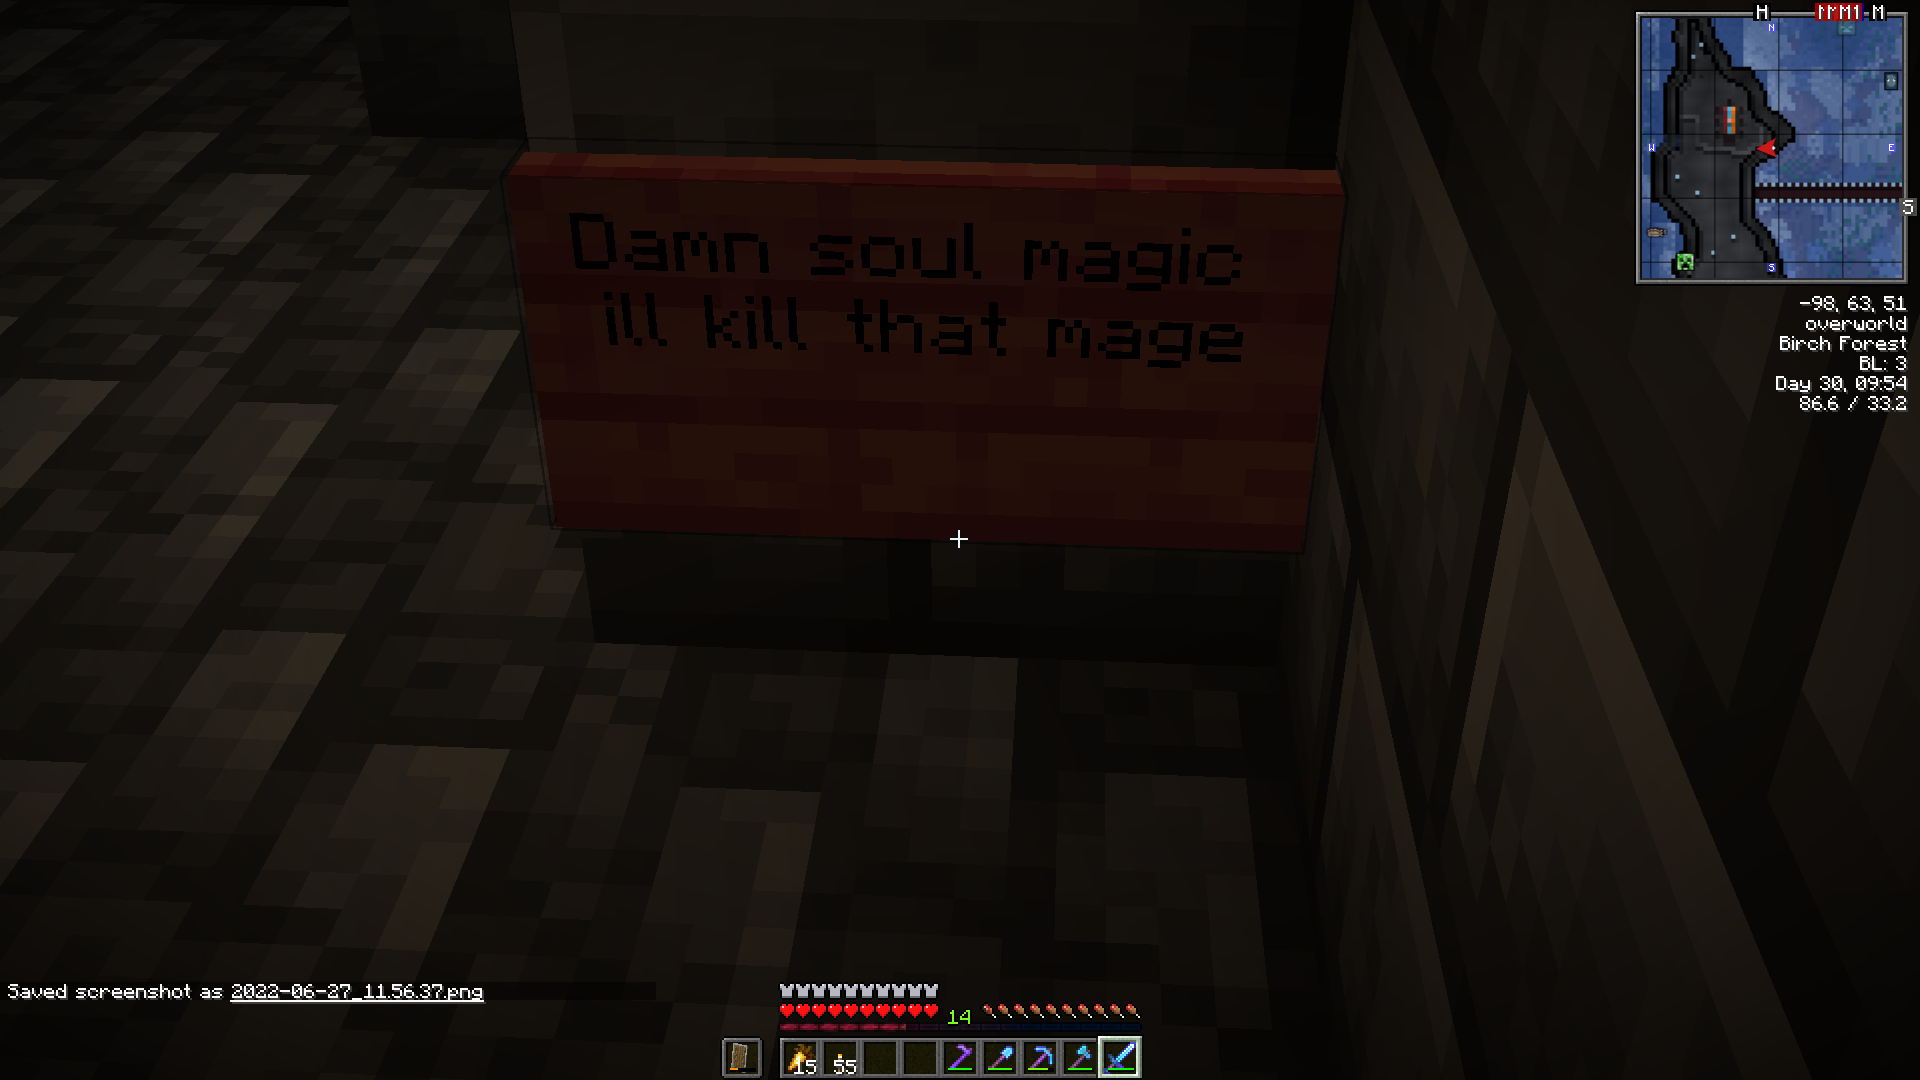 H M
N
W E
S
S
Damn soul magic
ill kill that mage
-98, 63, 51
overworld
Birch Forest
BL: 3
Day 30, 09:54
86.6 / 33.2
Saved screenshot as 2022-06-27_11.56.37.png
14
15 55